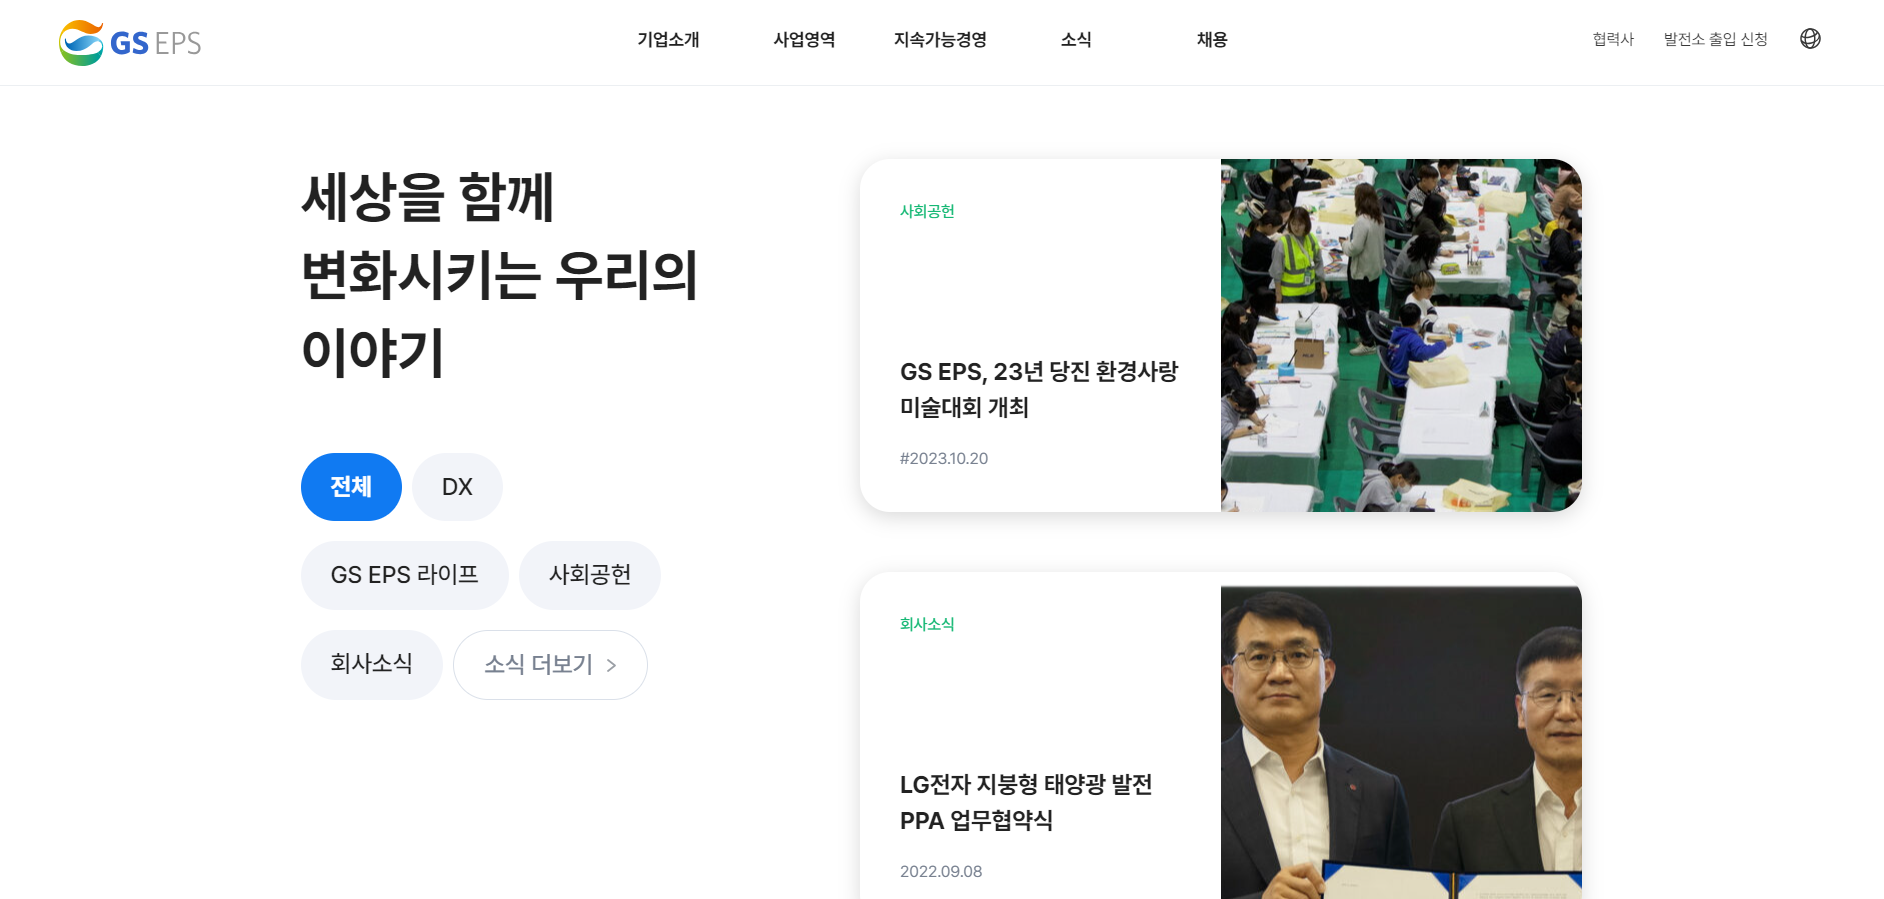 GS EPS
기업소개
사업영역
지속가능경영
소식
채용
협력사
발전소 출입 신청
세상을 함께
변화시키는 우리의
이야기
전체
DX
GS EPS 라이프
사회공헌
회사소식
소식 더보기 >
사회공헌
GS EPS, 23년 당진 환경사랑
미술대회 개최
#2023.10.20
회사소식
LG전자 지붕형 태양광 발전
PPA 업무협약식
2022.09.08